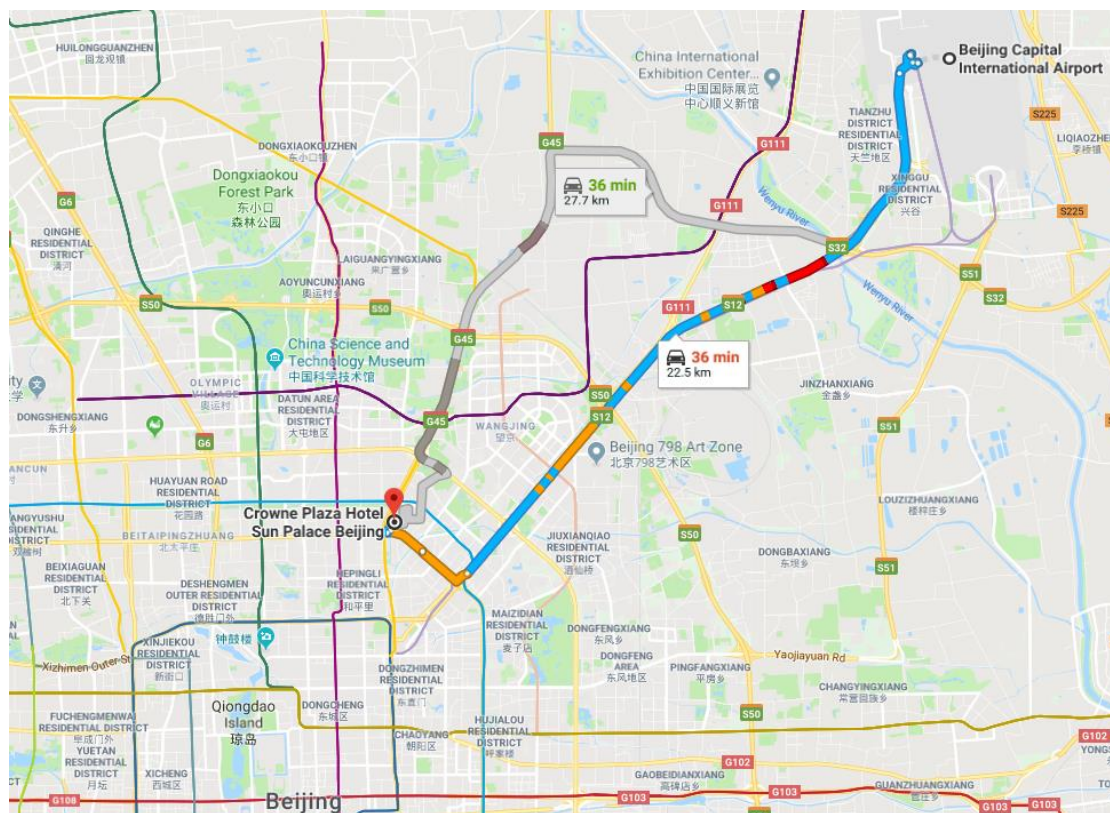 HUILONGGUANZHEN
回龙观镇
China International
Exhibition Center...
中国国际展览
中心顺义新馆
Beijing Capital
International Airport
TIANZHU
DISTRICT
RESIDENTIAL
DISTRICT
天竺地区
S225
LIQIAOZHEN
李桥镇
DONGXIAOKOUZHEN
东小口镇
G45
G111
Dongxiaokou
Forest Park
东小口
森林公园
36 min
27.7 km
XINGGU
RESIDENTIAL
DISTRICT
兴谷
G6
G111
Wenyu River
S225
QINGHE
RESIDENTIAL
DISTRICT
清河
S32
LAIGUANGYINGXIANG
来广营乡
S51
AOYUNCUNXIANG
奥运村乡
Wenyu River
S32
S50
S50
G111
S12
G45
China Science and
Technology Museum
中国科学技术馆
36 min
22.5 km
OLYMPIC
VILLAGE
奥运村
JINZHANXIANG
金盏乡
DATUN AREA
RESIDENTIAL
DISTRICT
大屯地区
S50
DONGSHENGXIANG
东升乡
S12
G45
WANGJING
望京
S51
G6
Beijing 798 Art Zone
北京798艺术区
HUAYUAN ROAD
RESIDENTIAL
DISTRICT
花园路
LOUZIZHUANGXIANG
楼梓庄乡
Crowne Plaza Hotel
Sun Palace Beijing
BEITAIPINGZHUANG
北太平庄
S50
JIUXIANQIAO
RESIDENTIAL
DISTRICT
酒仙桥
DONGBAXIANG
东坝乡
S51
BEIXIAGUAN
RESIDENTIAL
DISTRICT
北下关
HEPINGLI
RESIDENTIAL
DISTRICT
和平里
DESHENGMEN
OUTER RESIDENTIAL
DISTRICT
德胜门外
MAIZIDIAN
RESIDENTIAL
DISTRICT
麦子店
DONGFENGXIANG
东风乡
钟鼓楼
XINJIEKOU
RESIDENTIAL
DISTRICT
新街口
Xizhimen Outer St
DONGFENG
AREA
东风地区
Yaojiayuan Rd
PINGFANGXIANG
平房乡
DONGZHIMEN
RESIDENTIAL
DISTRICT
东直门
CHANGYINGXIANG
常营回族乡
Qiongdao
Island
琼岛
DONGCHENG
东城区
S50
FUCHENGMENWAI
RESIDENTIAL DISTRICT
阜成门外
HUJIALOU
RESIDENTIAL
DISTRICT
呼家楼
CHAOYANG
朝阳区
G102
YUETAN
RESIDENTIAL
DISTRICT
月坛
G102
XICHENG
西城区
GAOBEIDIANXIANG
高碑店乡
GUANZHUANGXIANG
管庄乡
Beijing
G108
G103
G103
G103